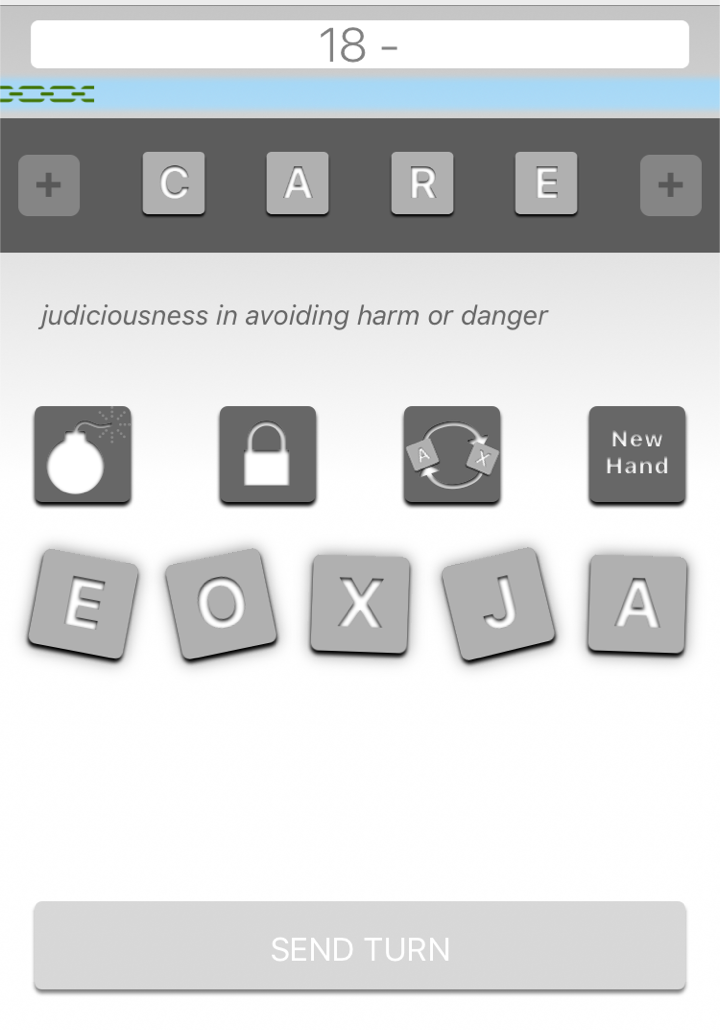 18 -
+ C A R E +
judiciousness in avoiding harm or danger
A X New
Hand
E O X J A
SEND TURN